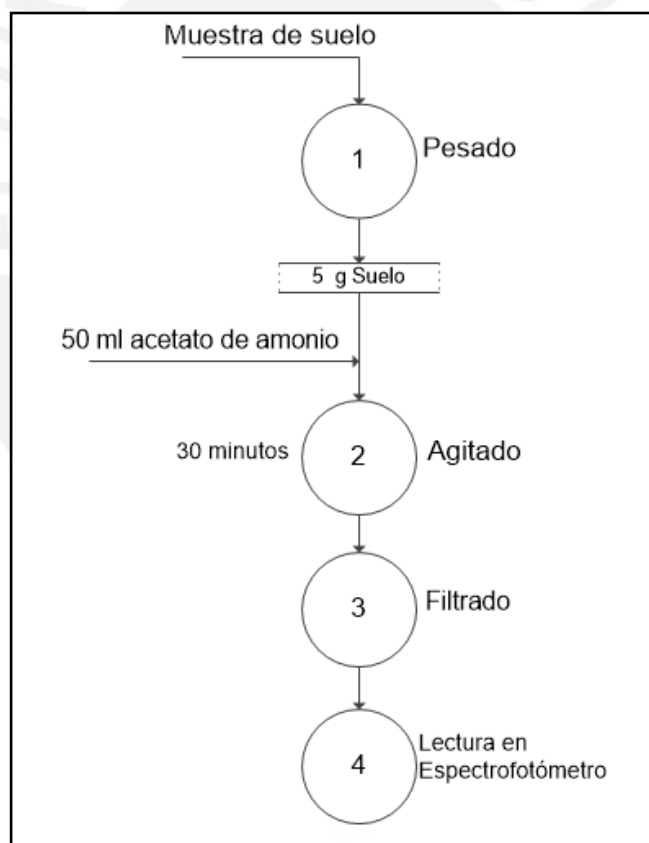 Muestra de suelo
1
Pesado
5 g Suelo
50 ml acetato de amonio
30 minutos
2
Agitado
3
Filtrado
4
Lectura en
Espectrofotómetro